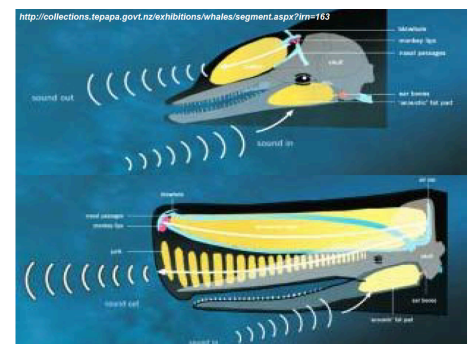 http://collections.tepapa.govt.nz/exhibitions/whales/segment.aspx?irn=163
blowhole
monkey lips
nasal passages
skull
sound out
ear bones
'acoustic' fat pad
sound in
blowhole
air sac
nasal passages
monkey lips
junk
skull
sound out
ear bones
'acoustic' fat pad
sound in